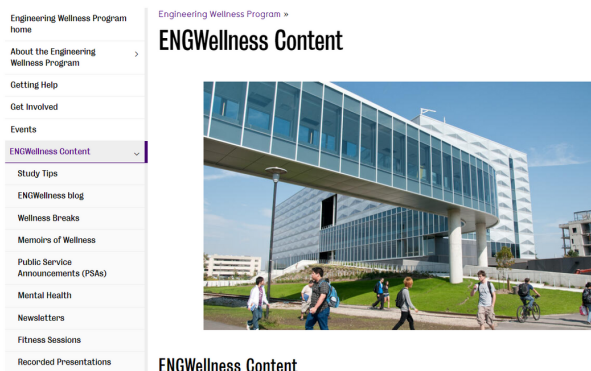 Engineering Wellness Program
home
About the Engineering
Wellness Program
Getting Help
Get Involved
Events
ENGWellness Content
Study Tips
ENGWellness blog
Wellness Breaks
Memoirs of Wellness
Public Service
Announcements (PSAs)
Mental Health
Newsletters
Fitness Sessions
Recorded Presentations
Engineering Wellness Program »
ENGWellness Content
ENGWellness Content